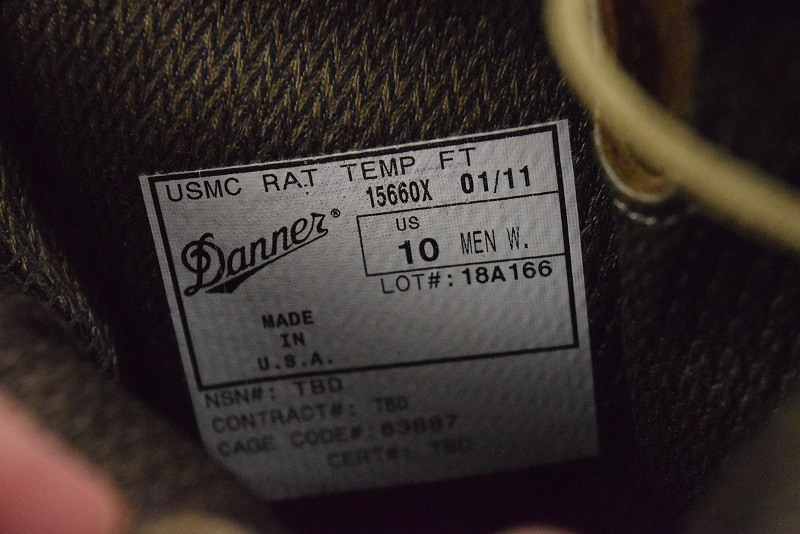 USMC RAT TEMP FT
15660X 01/11
Danner®
US
10 MEN W.
LOT#: 18A166
MADE
IN
U.S.A.
NSN#: TBD
CONTRACT#: TBD
CAGE CODE#:
CERT#: TBD